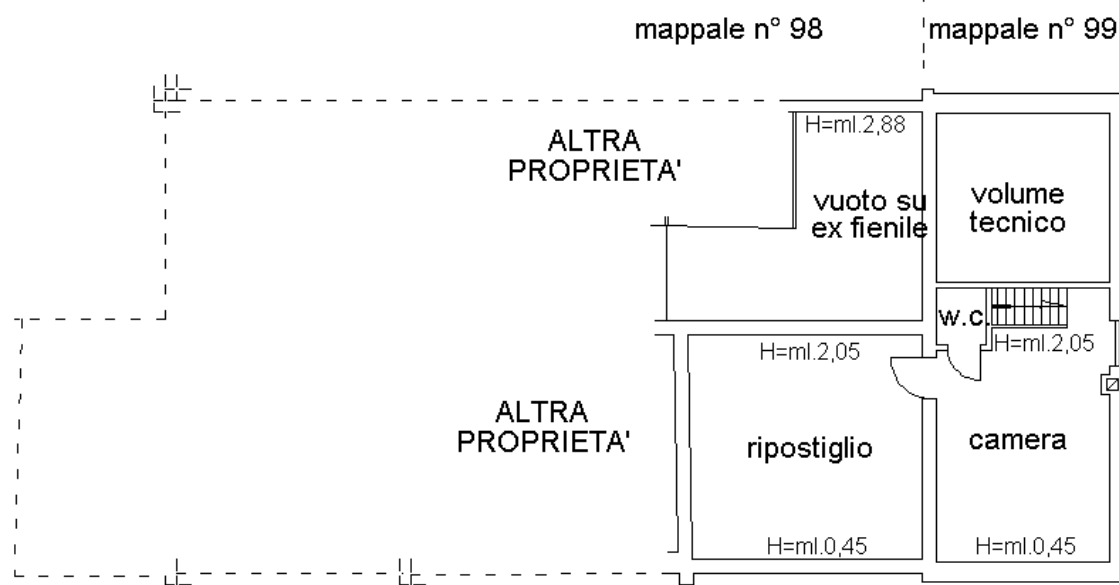 mappale n° 98
mappale n° 99
H=ml.2,88
ALTRA
PROPRIETA'
vuoto su
ex fienile
volume
tecnico
w.c.
H=ml.2,05
H=ml.2,05
ALTRA
PROPRIETA'
ripostiglio
camera
H=ml.0,45
H=ml.0,45